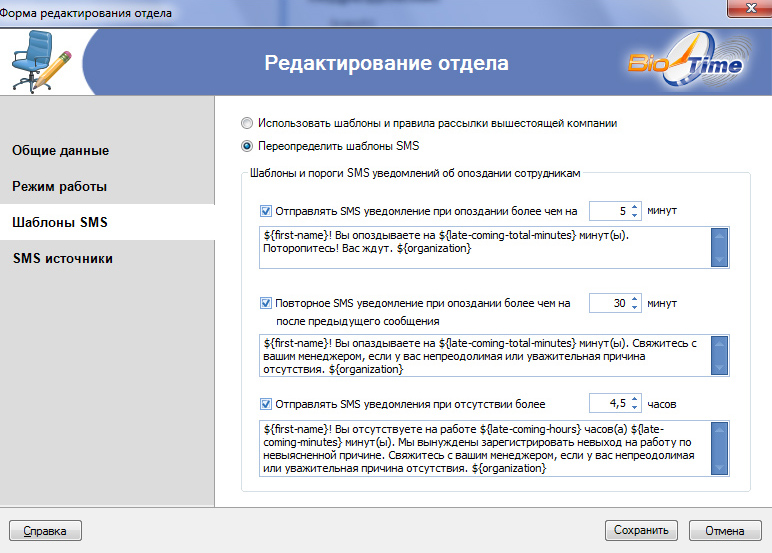 Форма редактирования отдела
Редактирование отдела
BioTime
Общие данные
Режим работы
Шаблоны SMS
SMS источники
Использовать шаблоны и правила рассылки вышестоящей компании
Переопределить шаблоны SMS
Шаблоны и пороги SMS уведомлений об опоздании сотрудникам
Отправлять SMS уведомление при опоздании более чем на 5 минут
${first-name}! Вы опоздываете на ${late-coming-total-minutes} минут(ы).
Поторопитесь! Вас ждут. ${organization}
Повторное SMS уведомление при опоздании более чем на 30 минут
после предыдущего сообщения
${first-name}! Вы опаздываете на ${late-coming-total-minutes} минут(ы). Свяжитесь с
вашим менеджером, если у вас непреодолимая или уважительная причина
отсутствия. ${organization}
Отправлять SMS уведомления при отсутствии более 4,5 часов
${first-name}! Вы отсутствуете на работе ${late-coming-hours} часов(а) ${late-
coming-minutes} минут(ы). Мы вынуждены зарегистрировать невыход на работу по
невыясненной причине. Свяжитесь с вашим менеджером, если у вас непреодолимая
или уважительная причина отсутствия. ${organization}
Справка
Сохранить
Отмена